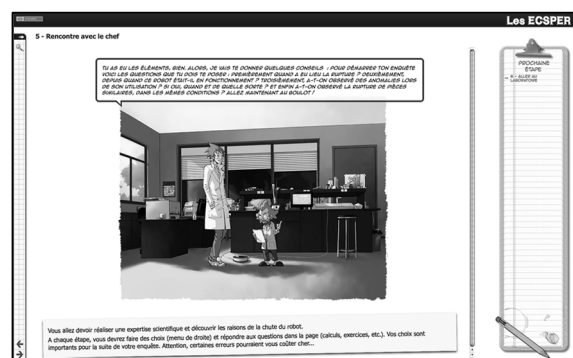 Les ECSPER
5 - Rencontre avec le chef
TU AS EU LES ÉLÉMENTS, BIEN. ALORS, JE VAIS TE DONNER QUELQUES CONSEILS : POUR DÉMARRER TON ENQUÊTE
VOICI LES QUESTIONS QUE TU DOIS TE POSER : PREMIÈREMENT QUAND A EU LIEU LA RUPTURE ? DEUXIÈMEMENT,
DEPUIS QUAND CE ROBOT ÉTAIT-IL EN FONCTIONNEMENT ? TROISIÈMEMENT, A-T-ON OBSERVÉ DES ANOMALIES LORS
DE SON UTILISATION ? SI OUI, QUAND ET DE QUELLE SORTE ? ET ENFIN A-T-ON OBSERVÉ LA RUPTURE DE PIÈCES
SIMILAIRES, DANS LES MÊMES CONDITIONS ? ALLEZ MAINTENANT AU BOULOT !
PROCHAINE
ÉTAPE
6 - ALLEZ AU
LABORATOIRE
Vous allez devoir réaliser une expertise scientifique et découvrir les raisons de la chute du robot.
A chaque étape, vous devrez faire des choix (menu de droite) et répondre aux questions dans la page (calculs, exercices, etc.). Vos choix sont
importants pour la suite de votre enquête. Attention, certaines erreurs pourraient vous coûter cher...